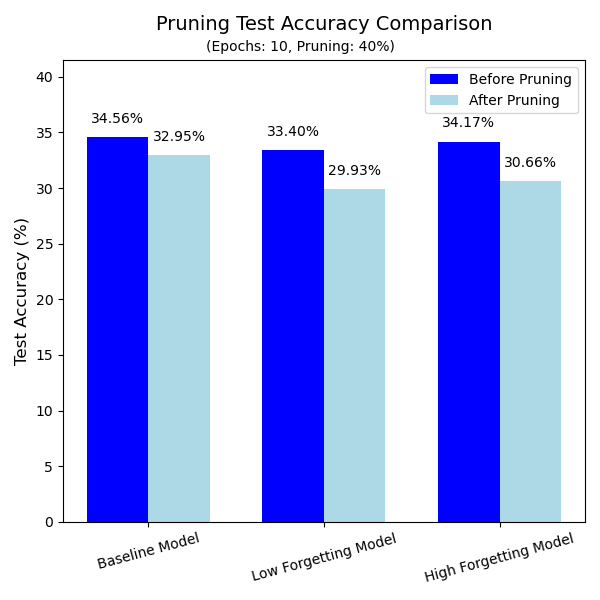 Pruning Test Accuracy Comparison
(Epochs: 10, Pruning: 40%)
Before Pruning
After Pruning
Test Accuracy (%)
40
35
30
25
20
15
10
5
0
34.56%
32.95%
33.40%
29.93%
34.17%
30.66%
Baseline Model
Low Forgetting Model
High Forgetting Model